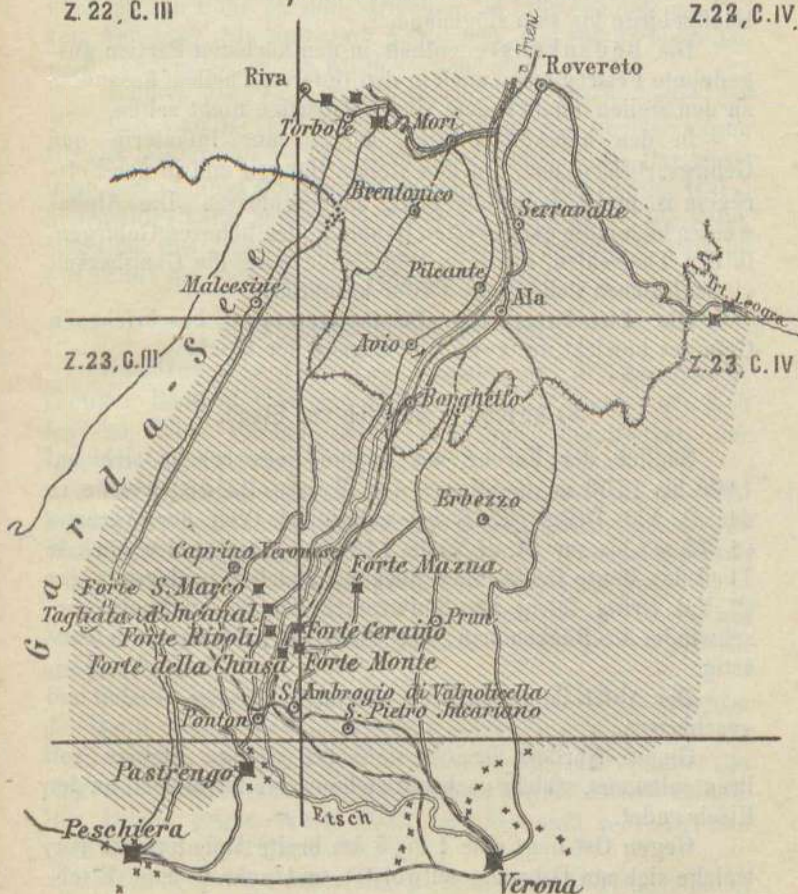 Z. 22, C. III
Z. 22, C. IV.
Riva
Rovereto
Torbole
Mori
Brentonico
Serravalle
Malcesine
Pilcante
Ala
Trt. Leogra
Z. 23, C. III
Avio
Z. 23, C. IV
Borghetto
Garda-See
Erbezzo
Caprino Veronese
Forte Mazua
Forte S. Marco
Tagliata d'Incanal
Prun
Forte Rivoli
Forte Ceraino
Forte della Chiusa
Forte Monte
S. Ambrogio di Valpolicella
Ponton
S. Pietro Incariano
Pastrengo
Etsch
Peschiera
Verona